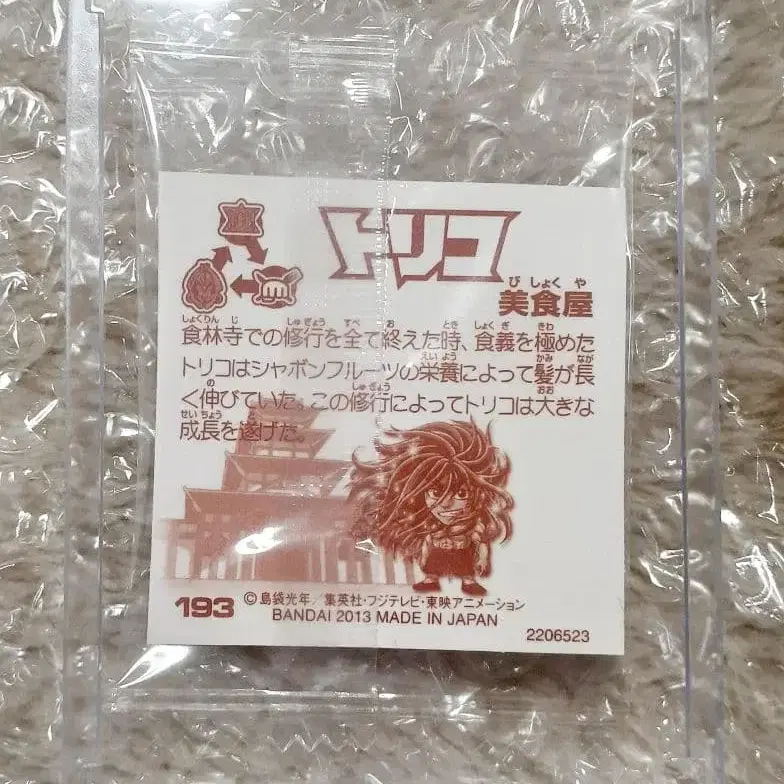 トリコ
びしょくや
美食屋
しょくりんじ しゅぎょう すべ お とき しょくぎ きわ
食林寺での修行を全て終えた時、食義を極めた
えいよう かみ なが
トリコはシャボンフルーツの栄養によって髪が長
の しゅぎょう おお
く伸びていた。この修行によってトリコは大きな
せいちょう と
成長を遂げた。
193
©島袋光年／集英社・フジテレビ・東映アニメーション
BANDAI 2013 MADE IN JAPAN
2206523